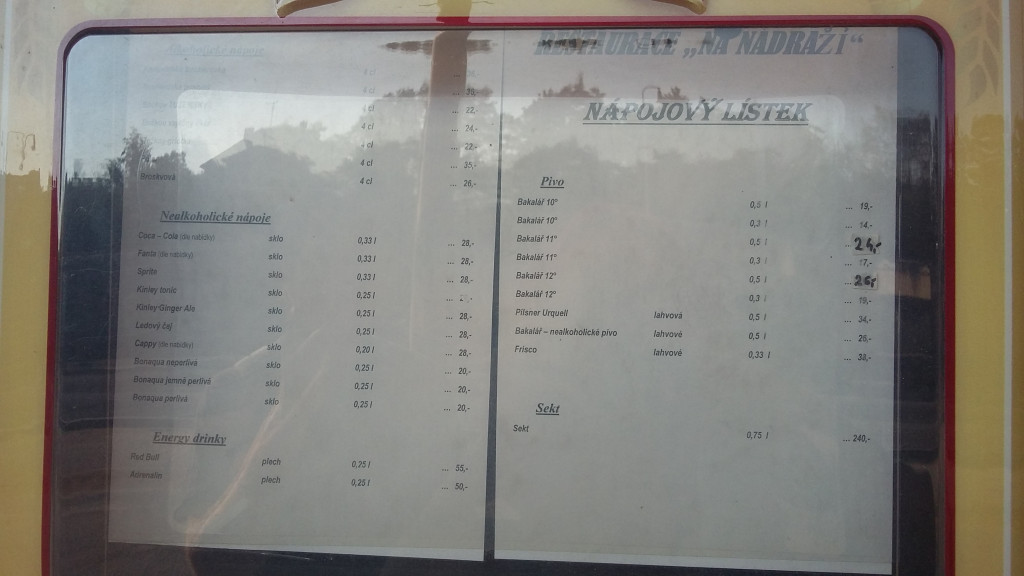 RESTAURACE „NA NÁDRAŽÍ“
NÁPOJOVÝ LÍSTEK
nápoje
4 cl
4 cl ... 22,-
4 cl ... 24,-
... 22,-
4 cl ... 35,-
4 cl ... 26,-
Nealkoholické nápoje
Coca – Cola (dle nabídky) sklo 0,33 l ... 28,-
Fanta (dle nabídky) sklo 0,33 l ... 28,-
Sprite sklo 0,33 l ... 28,-
Kinley tonic sklo 0,25 l ...
Kinley Ginger Ale sklo 0,25 l ... 28,-
Ledový čaj sklo 0,25 l ... 28,-
Cappy (dle nabídky) sklo 0,20 l ... 28,-
Bonaqua neperlivá sklo 0,25 l ... 20,-
Bonaqua jemně perlivá sklo 0,25 l ... 20,-
Bonaqua perlivá sklo 0,25 l ... 20,-
Energy drinky
Red Bull plech 0,25 l ... 55,-
Adrenalin plech 0,25 l ... 50,-
Pivo
Bakalář 10° 0,5 l ... 19,-
Bakalář 10° 0,3 l ... 14,-
Bakalář 11° 0,5 l ... 24,-
Bakalář 11° 0,3 l ... 17,-
Bakalář 12° 0,5 l ... 26,-
Bakalář 12° 0,3 l ... 19,-
Pilsner Urquell lahvová 0,5 l ... 34,-
Bakalář – nealkoholické pivo lahvové 0,5 l ... 25,-
Frisco lahvové 0,33 l ... 38,-
Sekt
Sekt 0,75 l ... 240,-